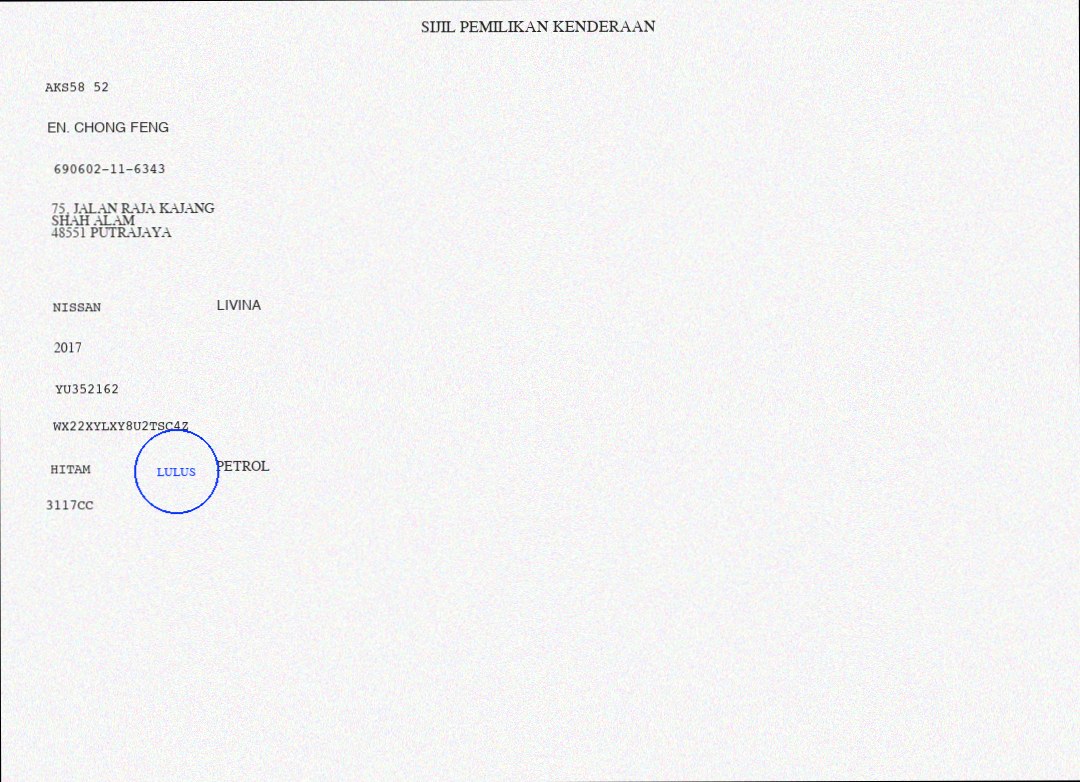 SIJIL PEMILIKAN KENDERAAN
AKS58 52
EN. CHONG FENG
690602-11-6343
75, JALAN RAJA KAJANG
SHAH ALAM
48551 PUTRAJAYA
NISSAN LIVINA
2017
YU352162
WX22XYLXY8U2TSC4Z
HITAM LULUS PETROL
3117CC